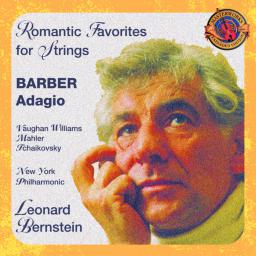 Romantic Favorites
for Strings
BARBER
Adagio
Vaughan Williams
Mahler
Tchaikovsky
New York
Philharmonic
Leonard
Bernstein